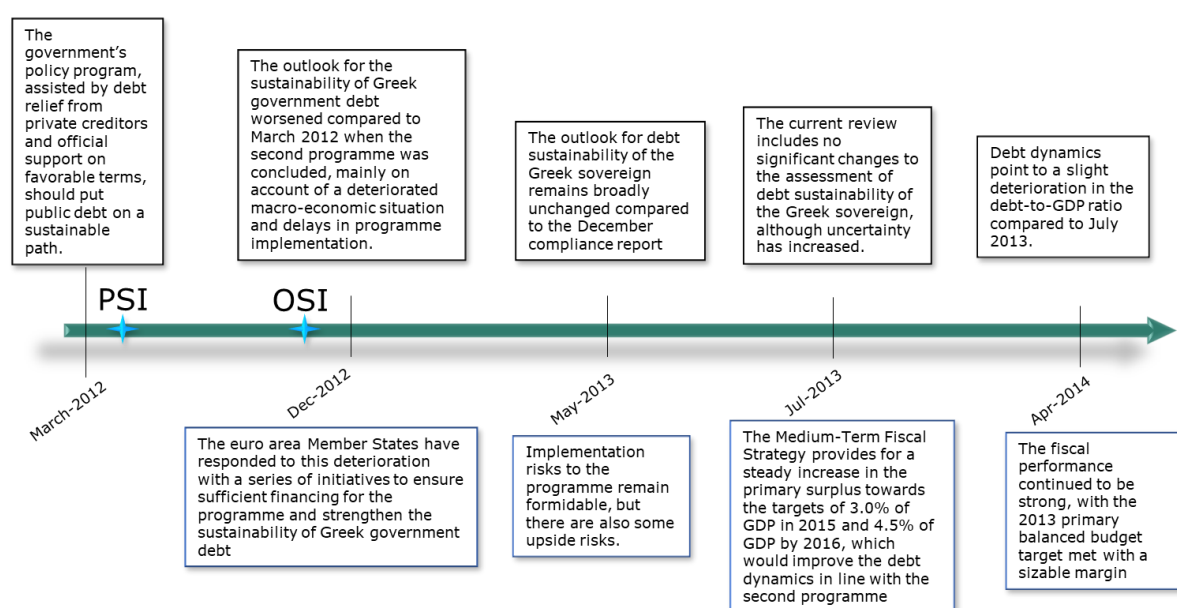 The
government's
policy program,
assisted by debt
relief from
private creditors
and official
support on
favorable terms,
should put
public debt on a
sustainable
path.
The outlook for the
sustainability of Greek
government debt
worsened compared to
March 2012 when the
second programme was
concluded, mainly on
account of a deteriorated
macro-economic situation
and delays in programme
implementation.
The outlook for debt
sustainability of the
Greek sovereign
remains broadly
unchanged compared
to the December
compliance report
The current review
includes no
significant changes to
the assessment of
debt sustainability of
the Greek sovereign,
although uncertainty
has increased.
Debt dynamics
point to a slight
deterioration in the
debt-to-GDP ratio
compared to July
2013.
PSI
OSI
March-2012
Dec-2012
May-2013
Jul-2013
Apr-2014
The euro area Member States have
responded to this deterioration
with a series of initiatives to ensure
sufficient financing for the
programme and strengthen the
sustainability of Greek government
debt
Implementation
risks to the
programme remain
formidable, but
there are also some
upside risks.
The Medium-Term Fiscal
Strategy provides for a
steady increase in the
primary surplus towards
the targets of 3.0% of
GDP in 2015 and 4.5% of
GDP by 2016, which
would improve the debt
dynamics in line with the
second programme
The fiscal
performance
continued to be
strong, with the
2013 primary
balanced budget
target met with a
sizable margin